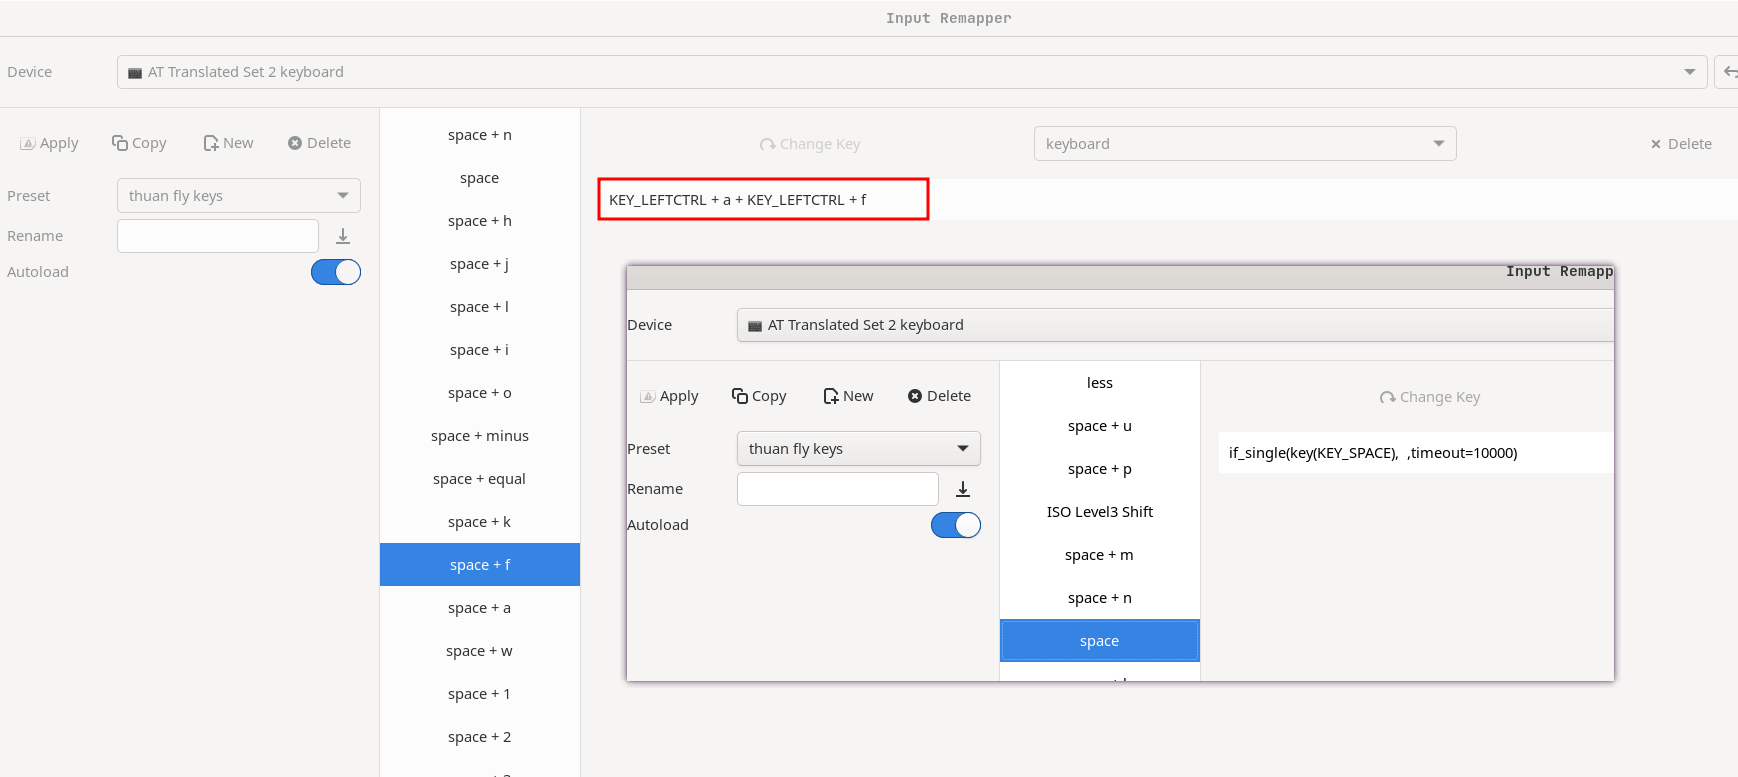 Input Remapper
Device
AT Translated Set 2 keyboard
Apply
Copy
New
Delete
Preset
thuan fly keys
Rename
Autoload
space + n
space
space + h
space + j
space + l
space + i
space + o
space + minus
space + equal
space + k
space + f
space + a
space + w
space + 1
space + 2
Change Key
keyboard
Delete
KEY_LEFTCTRL + a + KEY_LEFTCTRL + f
Input Remapp
Device
AT Translated Set 2 keyboard
Apply
Copy
New
Delete
Preset
thuan fly keys
Rename
Autoload
less
space + u
space + p
ISO Level3 Shift
space + m
space + n
space
Change Key
if_single(key(KEY_SPACE),  ,timeout=10000)